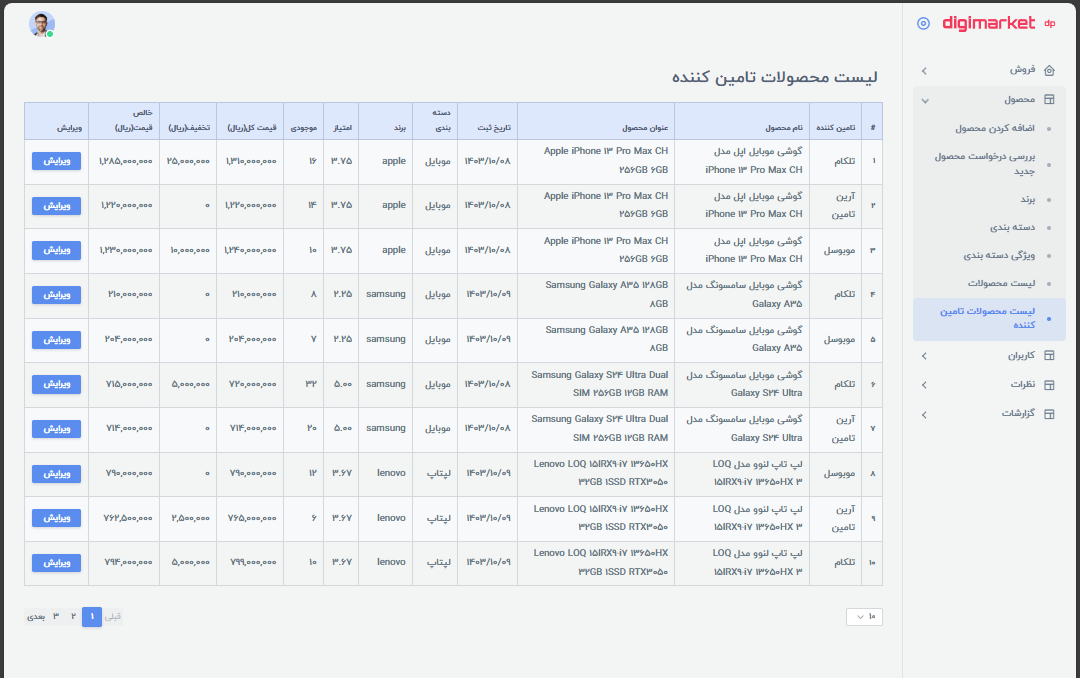 digimarket dp
فروش
محصول
اضافه کردن محصول
بررسی درخواست محصول
جدید
برند
دسته بندی
ویژگی دسته بندی
لیست محصولات
لیست محصولات تامین
کننده
کاربران
نظرات
گزارشات
لیست محصولات تامین کننده
# تامین کننده نام محصول عنوان محصول تاریخ ثبت دسته بندی برند امتیاز موجودی قیمت کل(ریال) تخفیف(ریال) خالص قیمت(ریال) ویرایش
۱ تلکام گوشی موبایل اپل مدل iPhone ۱۳ Pro Max CH Apple iPhone ۱۳ Pro Max CH ۲۵۶GB ۶GB ۱۴۰۳/۱۰/۰۸ موبایل apple ۳.۷۵ ۱۶ ۱,۳۱۰,۰۰۰,۰۰۰ ۲۵,۰۰۰,۰۰۰ ۱,۲۸۵,۰۰۰,۰۰۰ ویرایش
۲ آرین تامین گوشی موبایل اپل مدل iPhone ۱۳ Pro Max CH Apple iPhone ۱۳ Pro Max CH ۲۵۶GB ۶GB ۱۴۰۳/۱۰/۰۸ موبایل apple ۳.۷۵ ۱۴ ۱,۲۲۰,۰۰۰,۰۰۰ ۰ ۱,۲۲۰,۰۰۰,۰۰۰ ویرایش
۳ موبوسل گوشی موبایل اپل مدل iPhone ۱۳ Pro Max CH Apple iPhone ۱۳ Pro Max CH ۲۵۶GB ۶GB ۱۴۰۳/۱۰/۰۸ موبایل apple ۳.۷۵ ۱۰ ۱,۲۴۰,۰۰۰,۰۰۰ ۱۰,۰۰۰,۰۰۰ ۱,۲۳۰,۰۰۰,۰۰۰ ویرایش
۴ تلکام گوشی موبایل سامسونگ مدل Galaxy A۳۵ Samsung Galaxy A۳۵ ۱۲۸GB ۸GB ۱۴۰۳/۱۰/۰۹ موبایل samsung ۲.۲۵ ۸ ۲۱۰,۰۰۰,۰۰۰ ۰ ۲۱۰,۰۰۰,۰۰۰ ویرایش
۵ موبوسل گوشی موبایل سامسونگ مدل Galaxy A۳۵ Samsung Galaxy A۳۵ ۱۲۸GB ۸GB ۱۴۰۳/۱۰/۰۹ موبایل samsung ۲.۲۵ ۷ ۲۰۴,۰۰۰,۰۰۰ ۰ ۲۰۴,۰۰۰,۰۰۰ ویرایش
۶ تلکام گوشی موبایل سامسونگ مدل Galaxy S۲۴ Ultra Samsung Galaxy S۲۴ Ultra Dual SIM ۲۵۶GB ۱۲GB RAM ۱۴۰۳/۱۰/۰۸ موبایل samsung ۵.۰۰ ۳۲ ۷۲۰,۰۰۰,۰۰۰ ۵,۰۰۰,۰۰۰ ۷۱۵,۰۰۰,۰۰۰ ویرایش
۷ آرین تامین گوشی موبایل سامسونگ مدل Galaxy S۲۴ Ultra Samsung Galaxy S۲۴ Ultra Dual SIM ۲۵۶GB ۱۲GB RAM ۱۴۰۳/۱۰/۰۸ موبایل samsung ۵.۰۰ ۲۰ ۷۱۴,۰۰۰,۰۰۰ ۰ ۷۱۴,۰۰۰,۰۰۰ ویرایش
۸ موبوسل لپ تاپ لنوو مدل LOQ ۱۵IRX۹-i۷ ۱۳۶۵۰HX ۳ Lenovo LOQ ۱۵IRX۹-i۷ ۱۳۶۵۰HX ۳۲GB ۱SSD RTX۳۰۵۰ ۱۴۰۳/۱۰/۰۹ لپتاپ lenovo ۳.۶۷ ۱۲ ۷۹۰,۰۰۰,۰۰۰ ۰ ۷۹۰,۰۰۰,۰۰۰ ویرایش
۹ آرین تامین لپ تاپ لنوو مدل LOQ ۱۵IRX۹-i۷ ۱۳۶۵۰HX ۳ Lenovo LOQ ۱۵IRX۹-i۷ ۱۳۶۵۰HX ۳۲GB ۱SSD RTX۳۰۵۰ ۱۴۰۳/۱۰/۰۹ لپتاپ lenovo ۳.۶۷ ۶ ۷۶۵,۰۰۰,۰۰۰ ۲,۵۰۰,۰۰۰ ۷۶۲,۵۰۰,۰۰۰ ویرایش
۱۰ تلکام لپ تاپ لنوو مدل LOQ ۱۵IRX۹-i۷ ۱۳۶۵۰HX ۳ Lenovo LOQ ۱۵IRX۹-i۷ ۱۳۶۵۰HX ۳۲GB ۱SSD RTX۳۰۵۰ ۱۴۰۳/۱۰/۰۹ لپتاپ lenovo ۳.۶۷ ۱۰ ۷۹۹,۰۰۰,۰۰۰ ۵,۰۰۰,۰۰۰ ۷۹۴,۰۰۰,۰۰۰ ویرایش
۱۰
قبلی ۱ ۲ ۳ بعدی